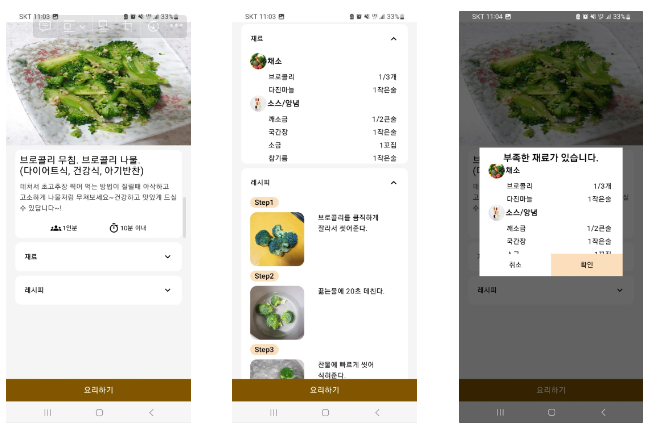 SKT 11:03
33%
브로콜리 무침, 브로콜리 나물.
(다이어트식, 건강식, 아기반찬)
데쳐서 초고추장 찍어 먹는 방법이 질릴때 아삭하고
고소하게 나물처럼 무쳐보세요~건강하고 맛있게 드실
수 있답니다~!
1인분
10분 이내
재료
레시피
요리하기
SKT 11:03
33%
재료
채소
브로콜리 1/3개
다진마늘 1작은술
소스/양념
깨소금 1/2큰술
국간장 1작은술
소금 1꼬집
참기름 1작은술
레시피
Step1
브로콜리를 큼직하게
잘라서 씻어준다.
Step2
끓는물에 20초 데친다.
Step3
찬물에 빠르게 씻어
식혀준다.
요리하기
SKT 11:04
33%
부족한 재료가 있습니다.
채소
브로콜리 1/3개
다진마늘 1작은술
소스/양념
깨소금 1/2큰술
국간장 1작은술
취소
확인
레시피
요리하기